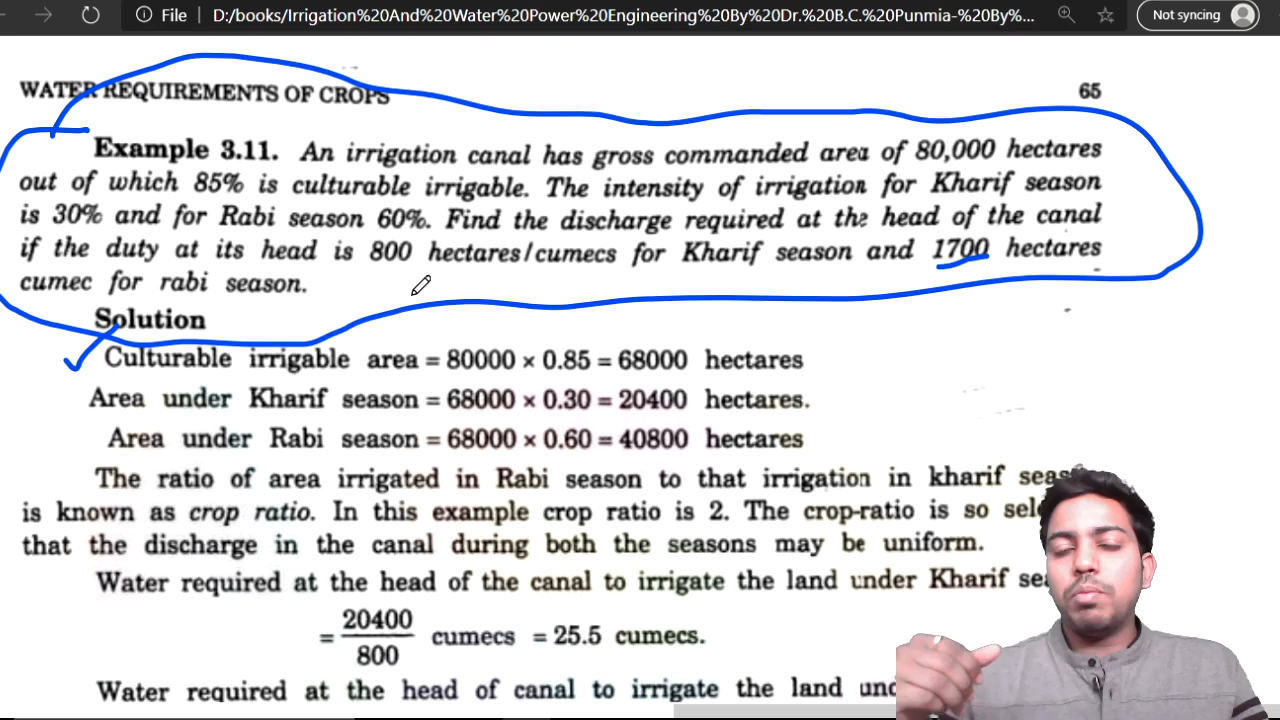 File D:/books/Irrigation%20And%20Water%20Power%20Engineering%20By%20Dr.%20B.C.%20Punmia-%20By%... Not syncing
WATER REQUIREMENTS OF CROPS 65
Example 3.11. An irrigation canal has gross commanded area of 80,000 hectares
out of which 85% is culturable irrigable. The intensity of irrigation for Kharif season
is 30% and for Rabi season 60%. Find the discharge required at the head of the canal
if the duty at its head is 800 hectares/cumecs for Kharif season and 1700 hectares
cumec for rabi season.
Solution
Culturable irrigable area = 80000 × 0.85 = 68000 hectares
Area under Kharif season = 68000 × 0.30 = 20400 hectares.
Area under Rabi season = 68000 × 0.60 = 40800 hectares
The ratio of area irrigated in Rabi season to that irrigation in kharif
is known as crop ratio. In this example crop ratio is 2. The crop-ratio is so
that the discharge in the canal during both the seasons may be uniform.
Water required at the head of the canal to irrigate the land under Kharif
= 20400 / 800 cumecs = 25.5 cumecs.
Water required at the head of canal to irrigate the land